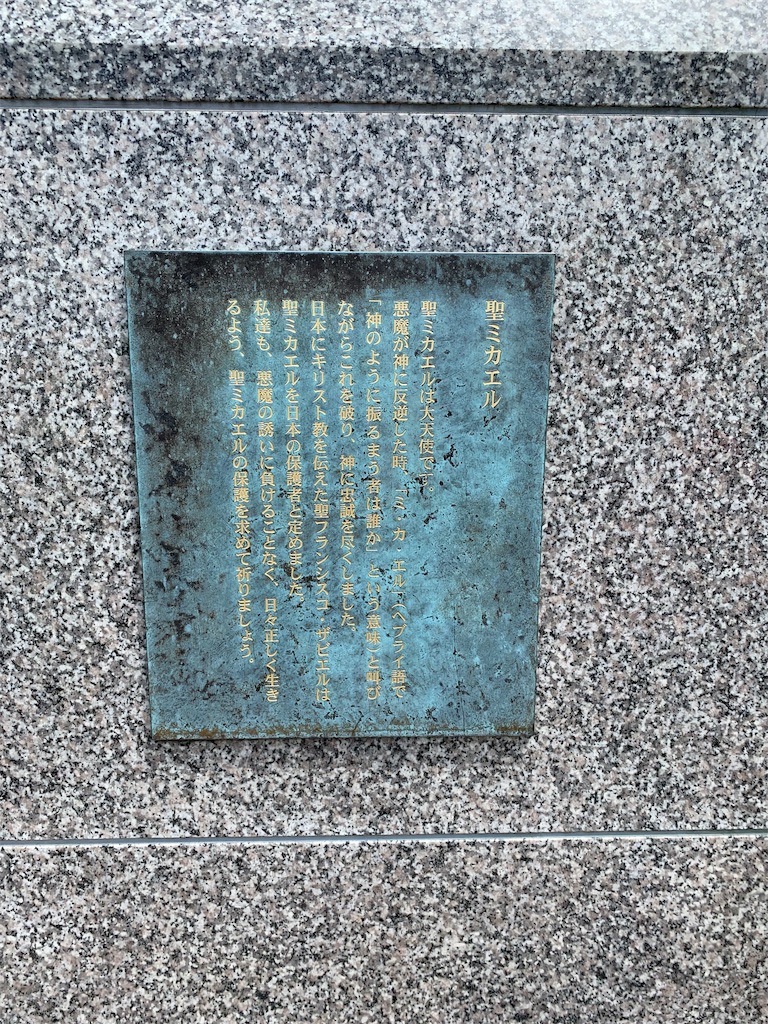 聖ミカエル
聖ミカエルは大天使です。
悪魔が神に反逆した時、「ミ・カ・エル」（ヘブライ語で
「神のように振るまう者は誰か」という意味）と叫び
ながらこれを破り、神に忠誠を尽くしました。
日本にキリスト教を伝えた聖フランシスコ・ザビエルは
聖ミカエルを日本の保護者と定めました。
私達も、悪魔の誘いに負けることなく、日々正しく生き
るよう、聖ミカエルの保護を求めて祈りましょう。